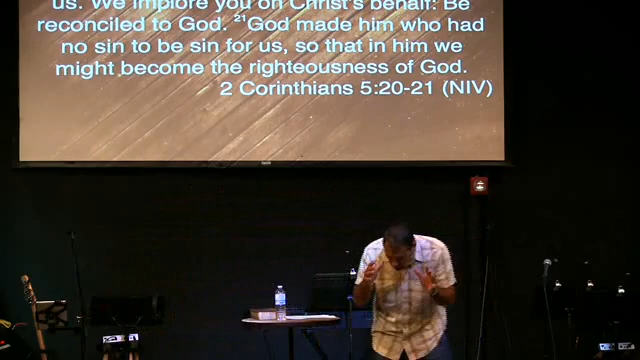 us. We implore you on Christ's behalf: Be
reconciled to God. ²¹God made him who had
no sin to be sin for us, so that in him we
might become the righteousness of God.
2 Corinthians 5:20-21 (NIV)